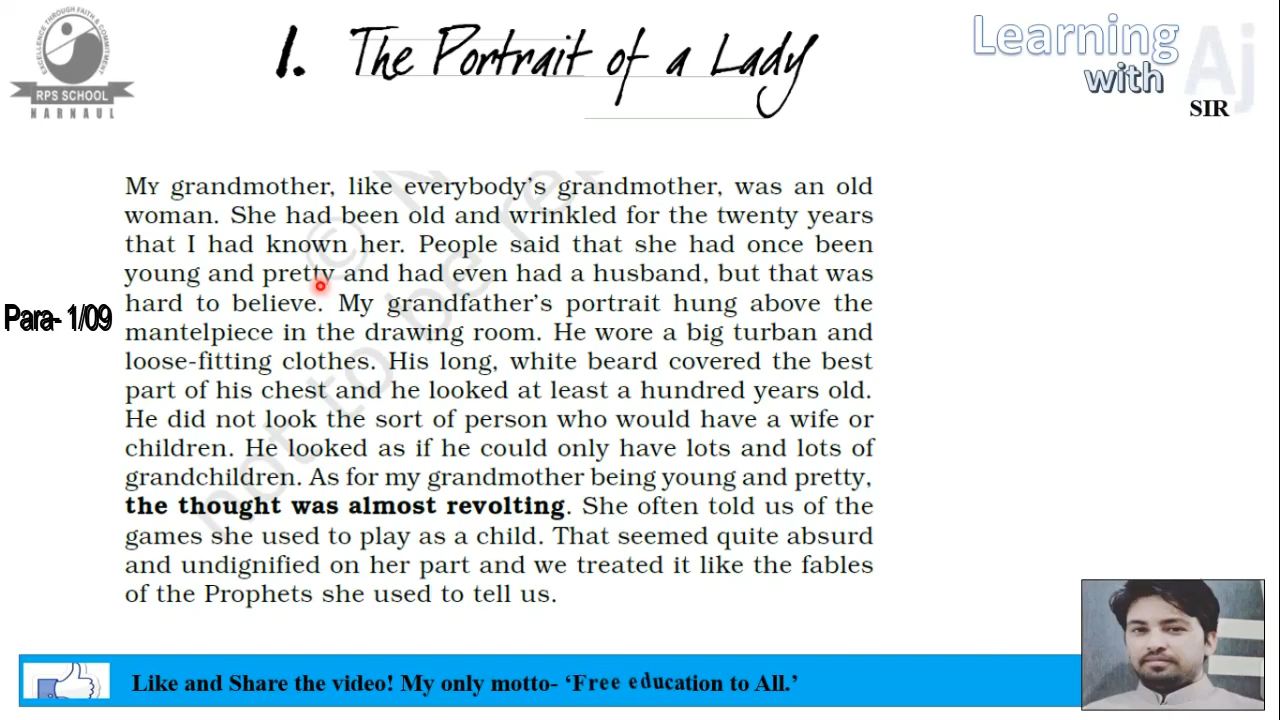 EXCELLENCE THROUGH FAITH & COMMITMENT
RPS SCHOOL
NARNAUL
1. The Portrait of a Lady
Learning
with
Aj
SIR
MY grandmother, like everybody's grandmother, was an old
woman. She had been old and wrinkled for the twenty years
that I had known her. People said that she had once been
young and pretty and had even had a husband, but that was
hard to believe. My grandfather's portrait hung above the
mantelpiece in the drawing room. He wore a big turban and
loose-fitting clothes. His long, white beard covered the best
part of his chest and he looked at least a hundred years old.
He did not look the sort of person who would have a wife or
children. He looked as if he could only have lots and lots of
grandchildren. As for my grandmother being young and pretty,
the thought was almost revolting. She often told us of the
games she used to play as a child. That seemed quite absurd
and undignified on her part and we treated it like the fables
of the Prophets she used to tell us.
Para- 1/09
© N
not to be re
Like and Share the video! My only motto- ‘Free education to All.’